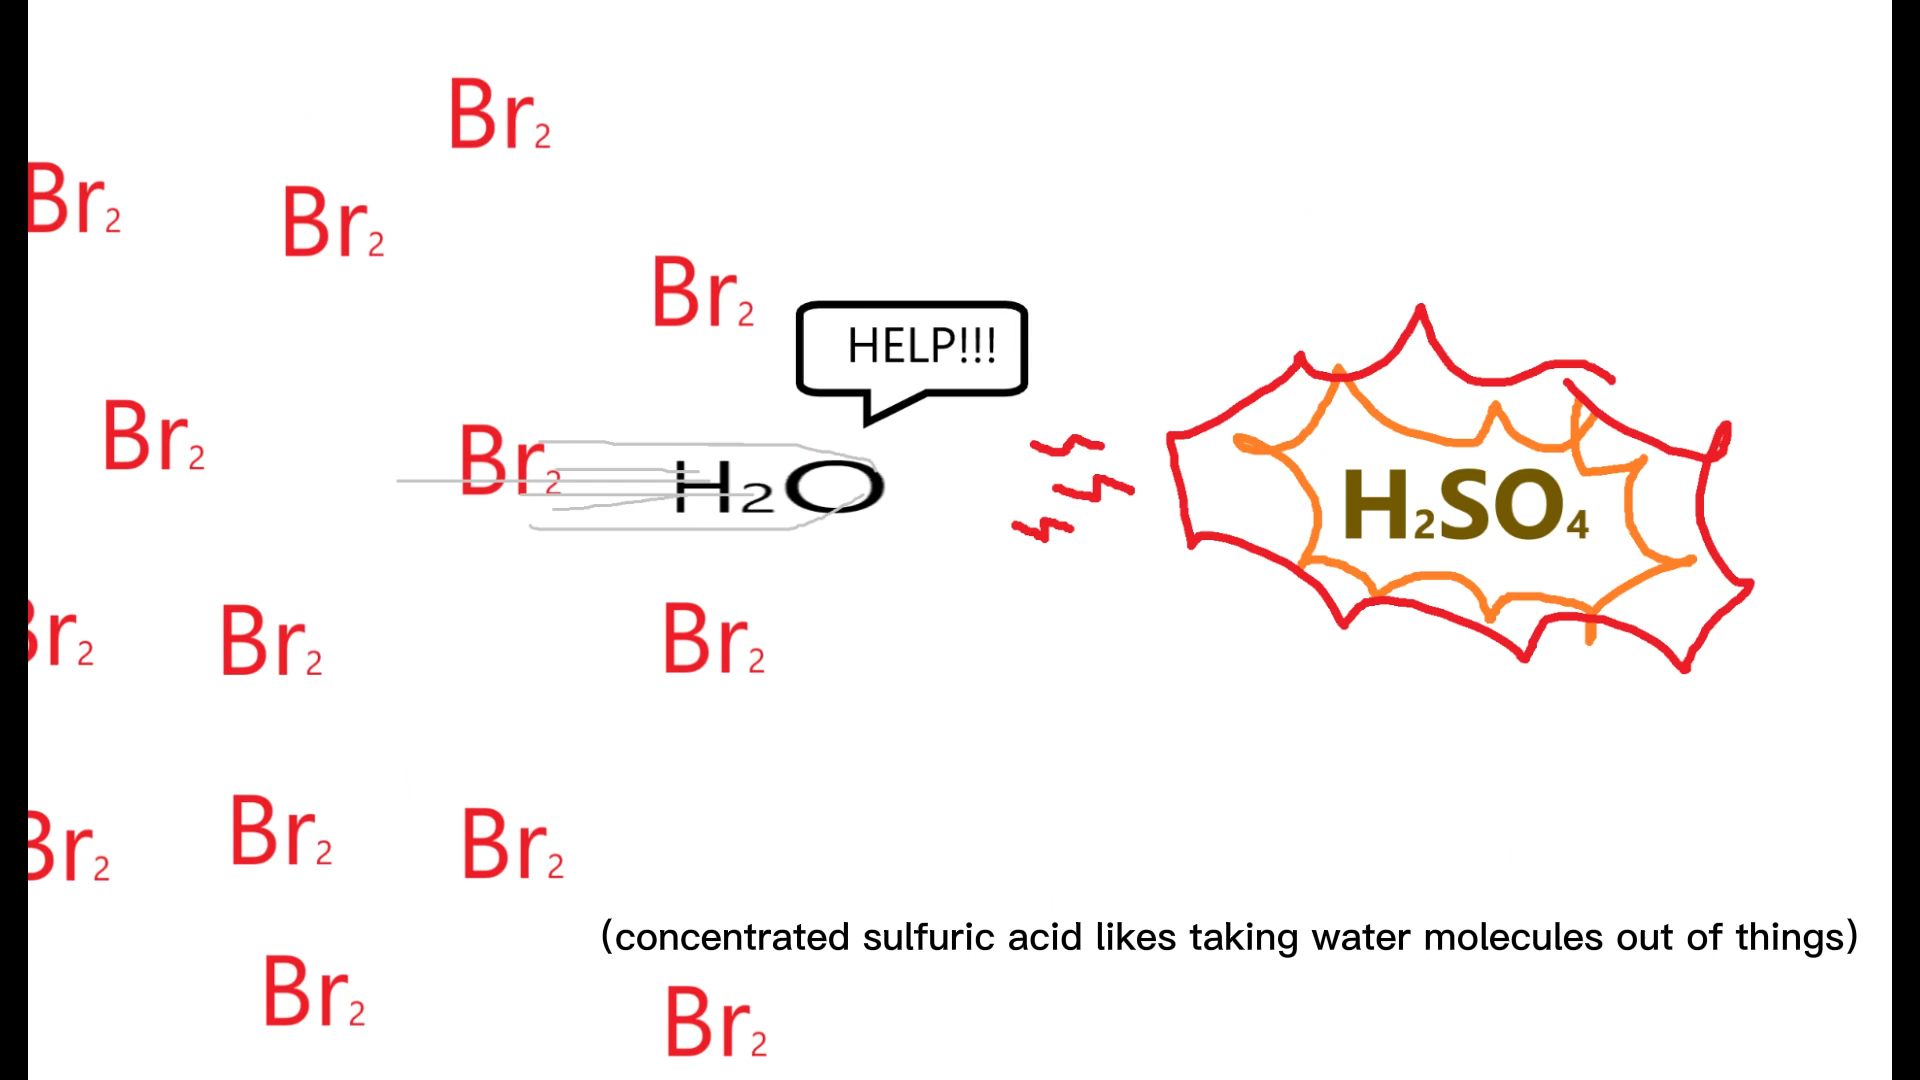 Br₂
Br₂
Br₂
Br₂
HELP!!!
Br₂
Br₂
H₂O
H₂SO₄
Br₂
Br₂
Br₂
Br₂
Br₂
Br₂
(concentrated sulfuric acid likes taking water molecules out of things)
Br₂
Br₂